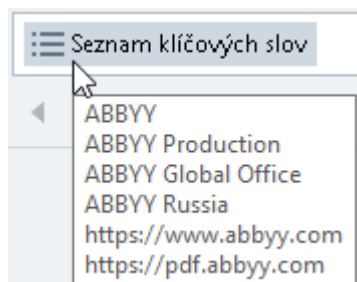 Seznam klíčových slov
ABBYY
ABBYY Production
ABBYY Global Office
ABBYY Russia
https://www.abbyy.com
https://pdf.abbyy.com